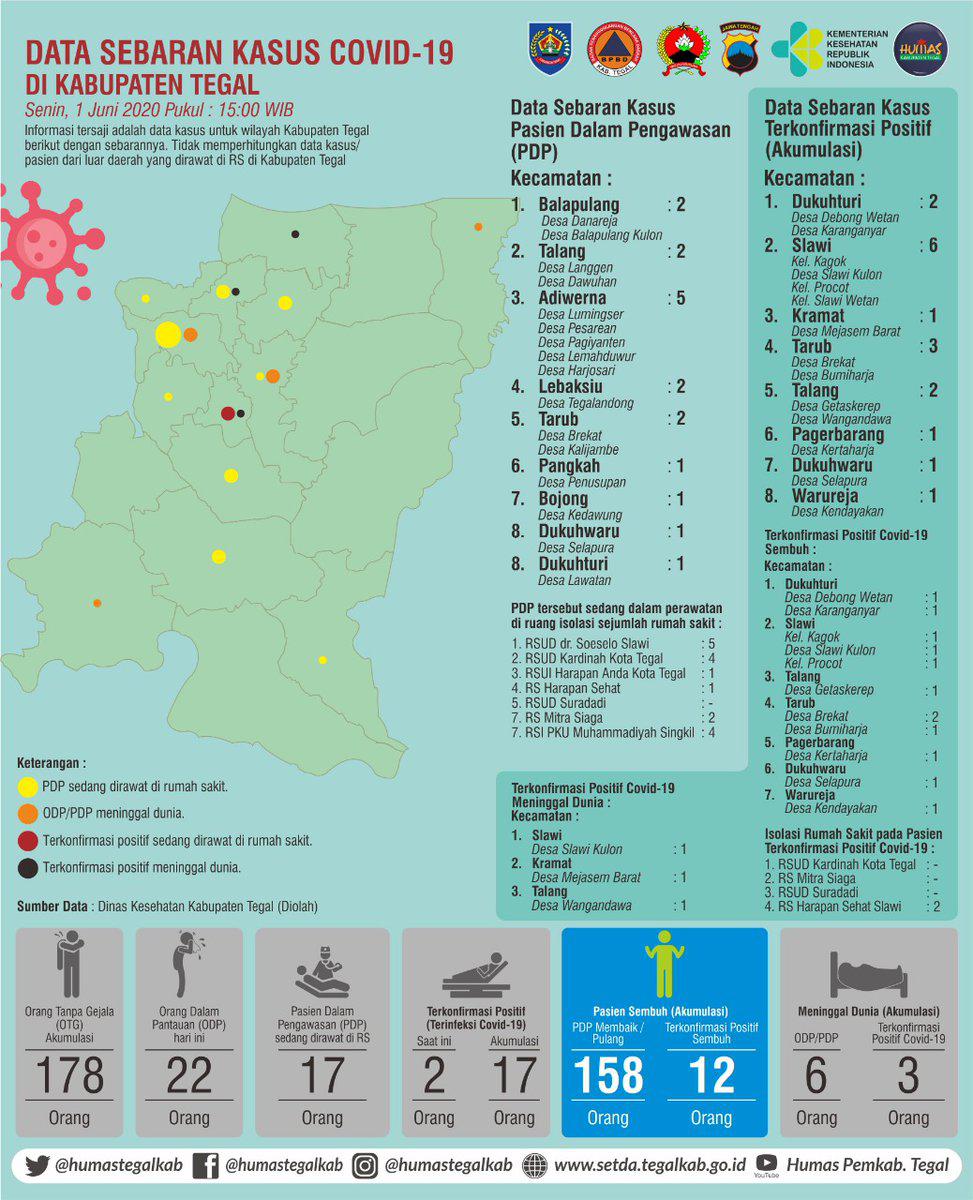 DATA SEBARAN KASUS COVID-19
DI KABUPATEN TEGAL
Senin, 1 Juni 2020 Pukul : 15:00 WIB
Informasi tersaji adalah data kasus untuk wilayah Kabupaten Tegal
berikut dengan sebarannya. Tidak memperhitungkan data kasus/
pasien dari luar daerah yang dirawat di RS di Kabupaten Tegal
BPBD
KAB. TEGAL
JAWA TENGAH
KEMENTERIAN
KESEHATAN
REPUBLIK
INDONESIA
HUMAS
KABUPATEN TEGAL
Data Sebaran Kasus
Pasien Dalam Pengawasan
(PDP)
Kecamatan :
1. Balapulang : 2
Desa Danareja
Desa Balapulang Kulon
2. Talang : 2
Desa Langgen
Desa Dawuhan
3. Adiwerna : 5
Desa Lumingser
Desa Pesarean
Desa Pagiyanten
Desa Lemahduwur
Desa Harjosari
4. Lebaksiu : 2
Desa Tegalandong
5. Tarub : 2
Desa Brekat
Desa Kalijambe
6. Pangkah : 1
Desa Penusupan
7. Bojong : 1
Desa Kedawung
8. Dukuhwaru : 1
Desa Selapura
8. Dukuhturi : 1
Desa Lawatan
PDP tersebut sedang dalam perawatan
di ruang isolasi sejumlah rumah sakit :
1. RSUD dr. Soeselo Slawi : 5
2. RSUD Kardinah Kota Tegal : 4
3. RSUI Harapan Anda Kota Tegal : 1
4. RS Harapan Sehat : 1
5. RSUD Suradadi : -
7. RS Mitra Siaga : 2
7. RSI PKU Muhammadiyah Singkil : 4
Data Sebaran Kasus
Terkonfirmasi Positif
(Akumulasi)
Kecamatan :
1. Dukuhturi : 2
Desa Debong Wetan
Desa Karanganyar
2. Slawi : 6
Kel. Kagok
Desa Slawi Kulon
Kel. Procot
Kel. Slawi Wetan
3. Kramat : 1
Desa Mejasem Barat
4. Tarub : 3
Desa Brekat
Desa Bumiharja
5. Talang : 2
Desa Getaskerep
Desa Wangandawa
6. Pagerbarang : 1
Desa Kertaharja
7. Dukuhwaru : 1
Desa Selapura
8. Warureja : 1
Desa Kendayakan
Terkonfirmasi Positif Covid-19
Sembuh :
Kecamatan :
1. Dukuhturi
Desa Debong Wetan : 1
Desa Karanganyar : 1
2. Slawi
Kel. Kagok : 1
Desa Slawi Kulon : 1
Kel. Procot : 1
3. Talang
Desa Getaskerep : 1
4. Tarub
Desa Brekat : 2
Desa Bumiharja : 1
5. Pagerbarang
Desa Kertaharja : 1
6. Dukuhwaru
Desa Selapura : 1
7. Warureja
Desa Kendayakan : 1
Isolasi Rumah Sakit pada Pasien
Terkonfirmasi Positif Covid-19 :
1. RSUD Kardinah Kota Tegal : -
2. RS Mitra Siaga : -
3. RSUD Suradadi : -
4. RS Harapan Sehat Slawi : 2
Terkonfirmasi Positif Covid-19
Meninggal Dunia :
Kecamatan :
1. Slawi
Desa Slawi Kulon : 1
2. Kramat
Desa Mejasem Barat : 1
3. Talang
Desa Wangandawa : 1
Keterangan :
PDP sedang dirawat di rumah sakit.
ODP/PDP meninggal dunia.
Terkonfirmasi positif sedang dirawat di rumah sakit.
Terkonfirmasi positif meninggal dunia.
Sumber Data : Dinas Kesehatan Kabupaten Tegal (Diolah)
Orang Tanpa Gejala
(OTG)
Akumulasi
178
Orang
Orang Dalam
Pantauan (ODP)
hari ini
22
Orang
Pasien Dalam
Pengawasan (PDP)
sedang dirawat di RS
17
Orang
Terkonfirmasi Positif
(Terinfeksi Covid-19)
Saat ini Akumulasi
2 17
Orang Orang
Pasien Sembuh (Akumulasi)
PDP Membaik / Terkonfirmasi Positif
Pulang Sembuh
158 12
Orang Orang
Meninggal Dunia (Akumulasi)
ODP/PDP Terkonfirmasi
Positif Covid-19
6 3
Orang Orang
@humastegalkab @humastegalkab @humastegalkab www.setda.tegalkab.go.id YouTube Humas Pemkab. Tegal